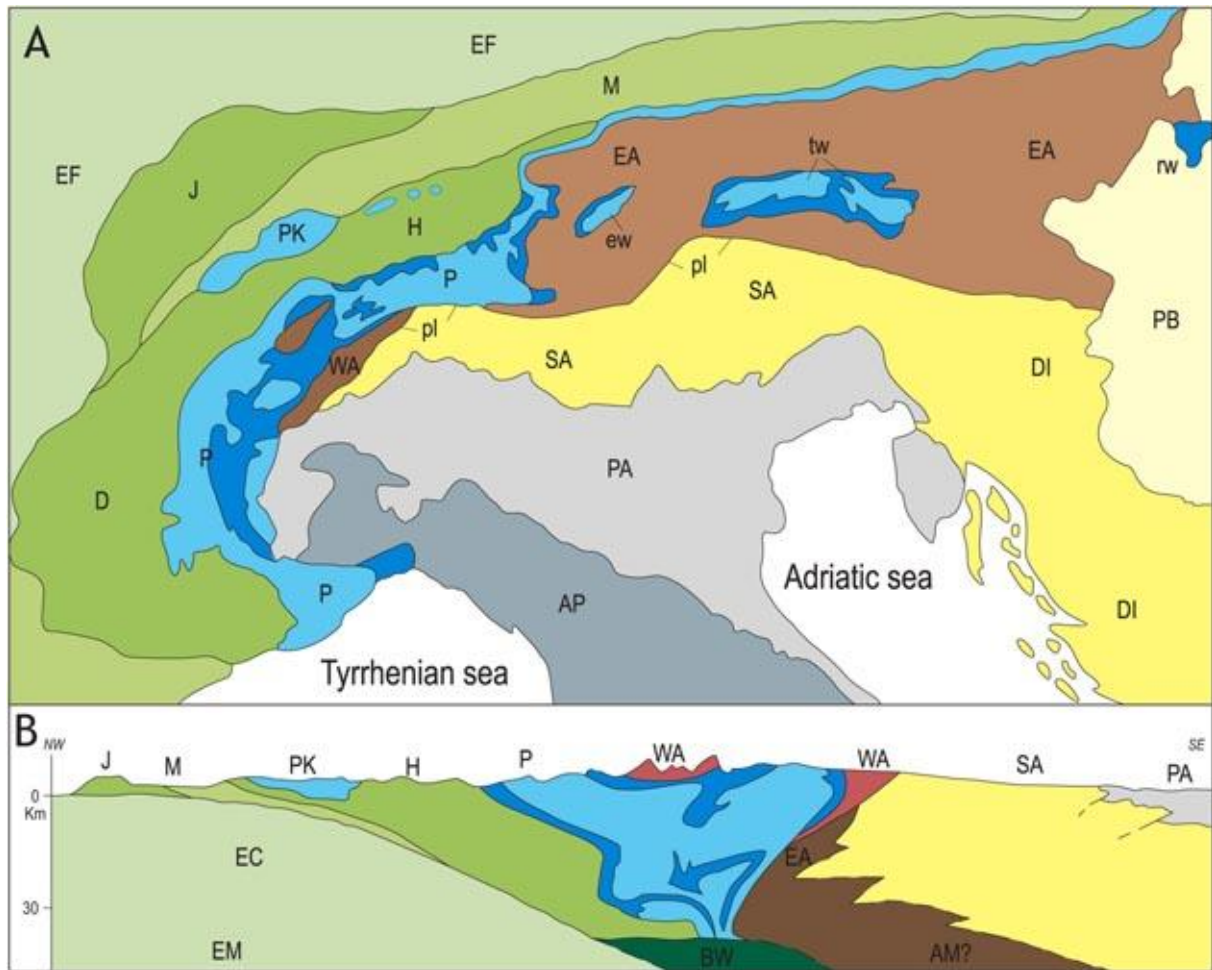 A
EF
M
EF
J
EA
tw
EA
rw
PK
H
ew
P
pl
SA
PB
pl
WA
SA
DI
P
PA
D
Adriatic sea
P
AP
DI
Tyrrhenian sea
B
NW
J
M
PK
H
P
WA
WA
SA
SE
PA
0
Km
EC
EA
30
EM
BW
AM?